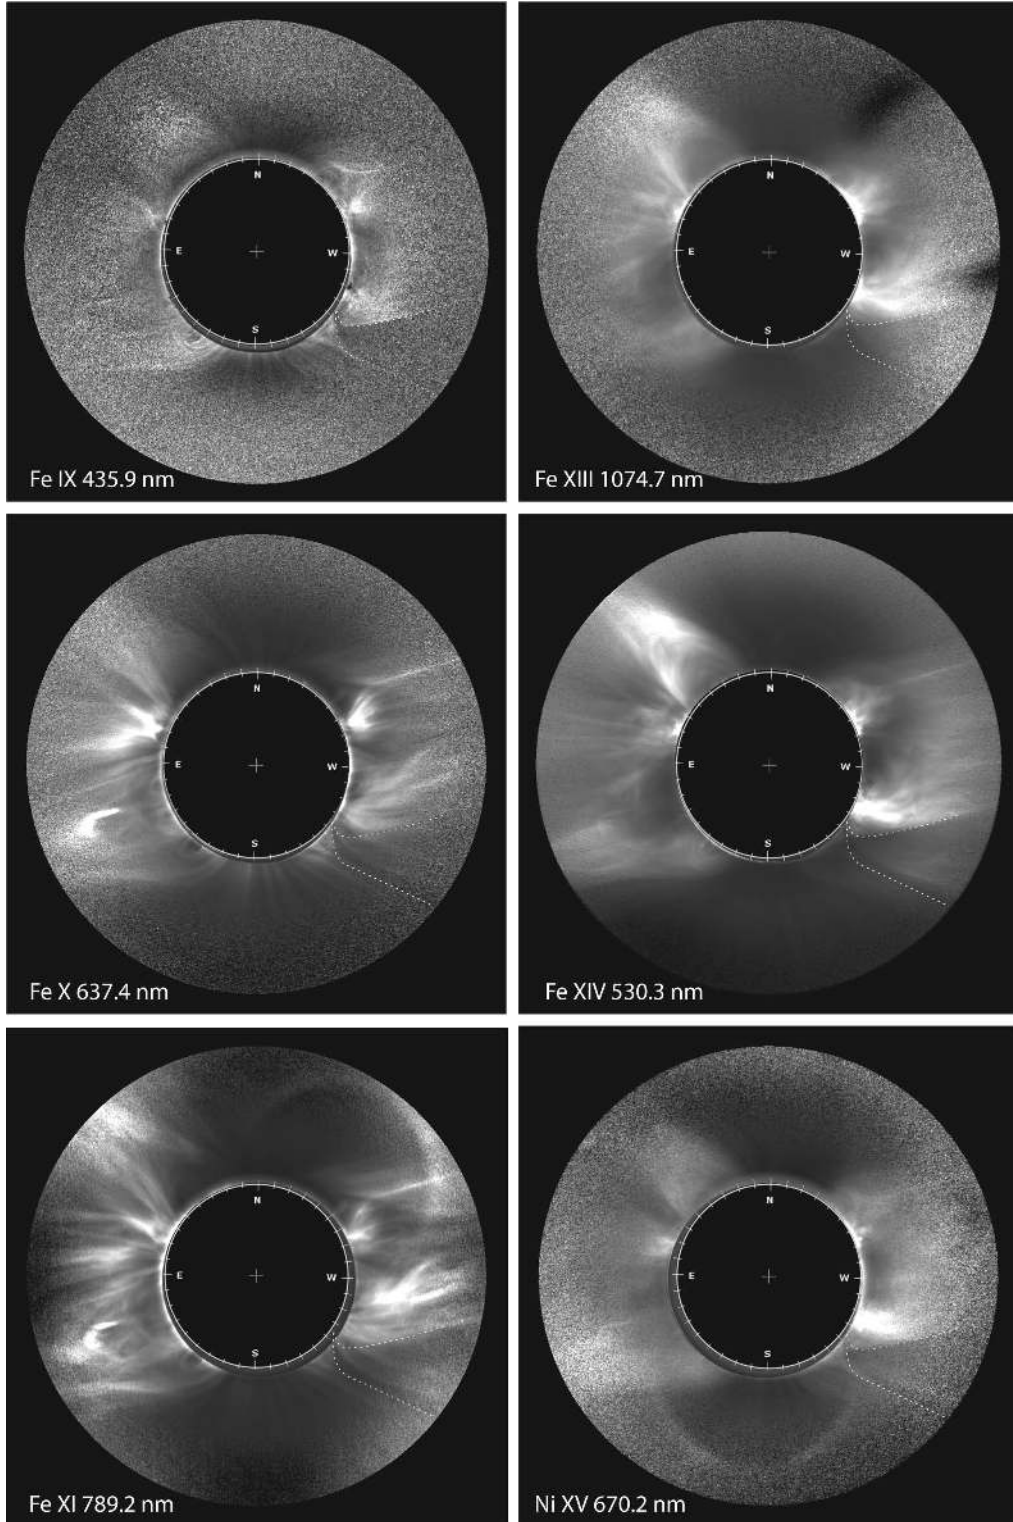 N
E
W
S
Fe IX 435.9 nm
N
E
W
S
Fe XIII 1074.7 nm
N
E
W
S
Fe X 637.4 nm
N
E
W
S
Fe XIV 530.3 nm
N
E
W
S
Fe XI 789.2 nm
N
E
W
S
Ni XV 670.2 nm